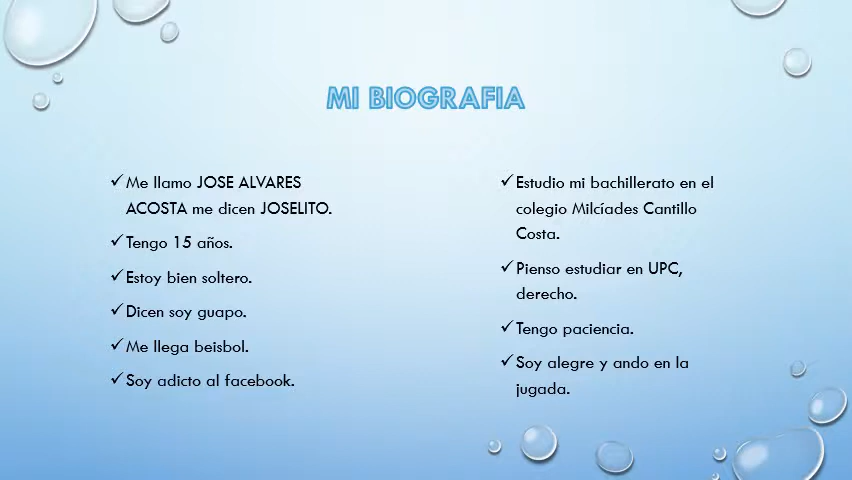 MI BIOGRAFIA
✓Me llamo JOSE ALVARES
ACOSTA me dicen JOSELITO.
✓Tengo 15 años.
✓Estoy bien soltero.
✓Dicen soy guapo.
✓Me llega beisbol.
✓Soy adicto al facebook.
✓Estudio mi bachillerato en el
colegio Milcíades Cantillo
Costa.
✓Pienso estudiar en UPC,
derecho.
✓Tengo paciencia.
✓Soy alegre y ando en la
jugada.